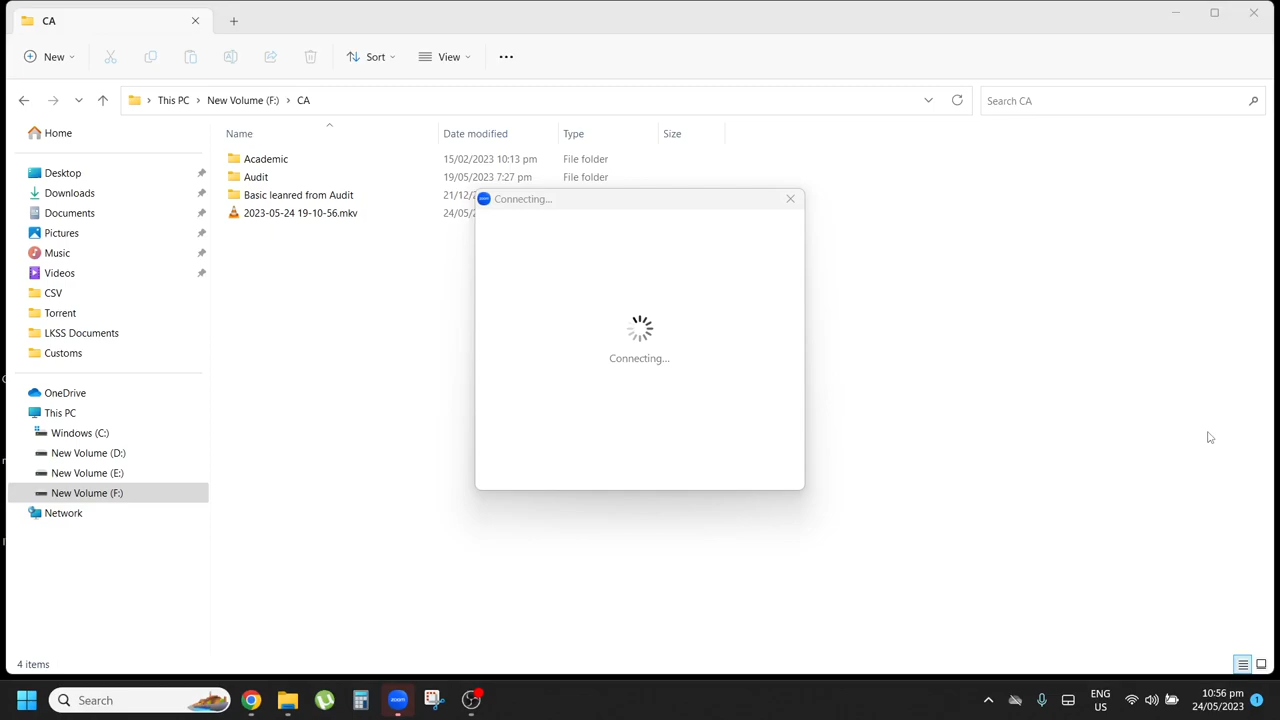 CA
New
Sort
View
This PC
New Volume (F:)
CA
Search CA
Name
Date modified
Type
Size
Home
Desktop
Downloads
Documents
Pictures
Music
Videos
CSV
Torrent
LKSS Documents
Customs
OneDrive
This PC
Windows (C:)
New Volume (D:)
New Volume (E:)
New Volume (F:)
Network
Academic 15/02/2023 10:13 pm File folder
Audit 19/05/2023 7:27 pm File folder
Basic leanred from Audit 21/12/
2023-05-24 19-10-56.mkv 24/05/
zoom Connecting...
Connecting...
4 items
Search
zoom
ENG
US
10:56 pm
24/05/2023
1